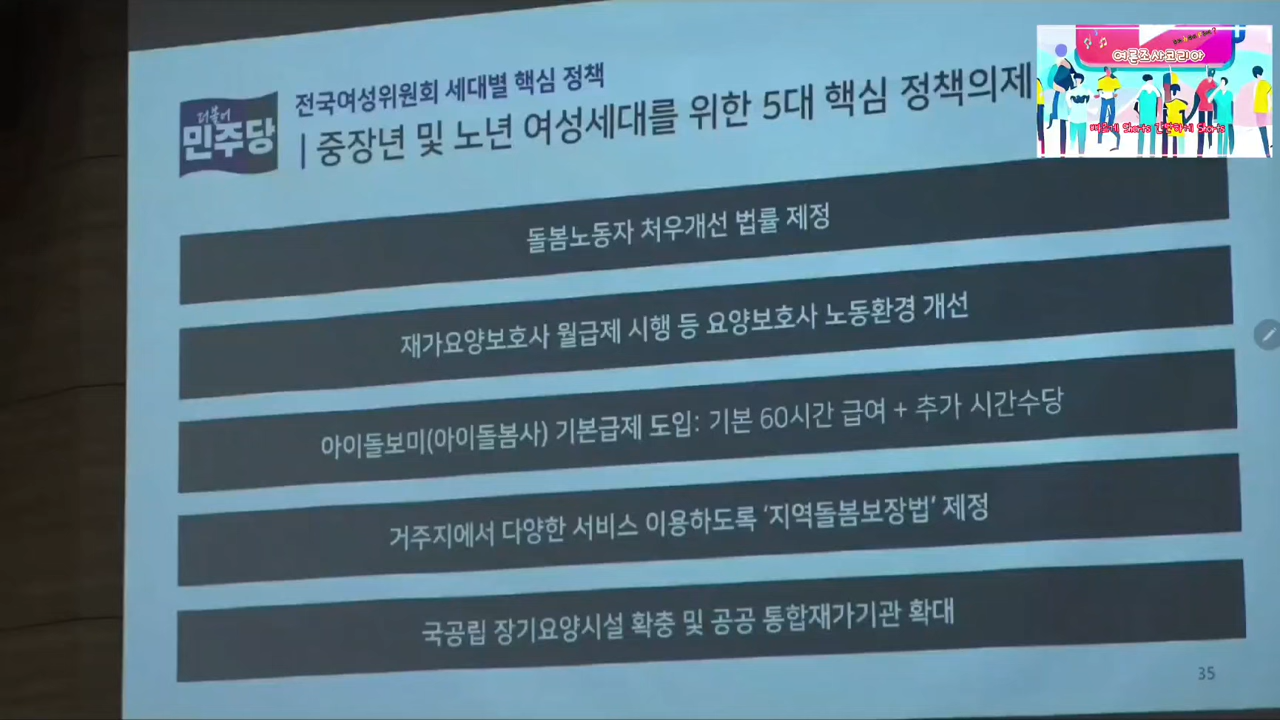 전국여성위원회 세대별 핵심 정책
더불어
민주당
| 중장년 및 노년 여성세대를 위한 5대 핵심 정책의제
여론조사코리아
돌봄노동자 처우개선 법률 제정
재가요양보호사 월급제 시행 등 요양보호사 노동환경 개선
아이돌보미(아이돌봄사) 기본급제 도입: 기본 60시간 급여 + 추가 시간수당
거주지에서 다양한 서비스 이용하도록 '지역돌봄보장법' 제정
국공립 장기요양시설 확충 및 공공 통합재가기관 확대
35